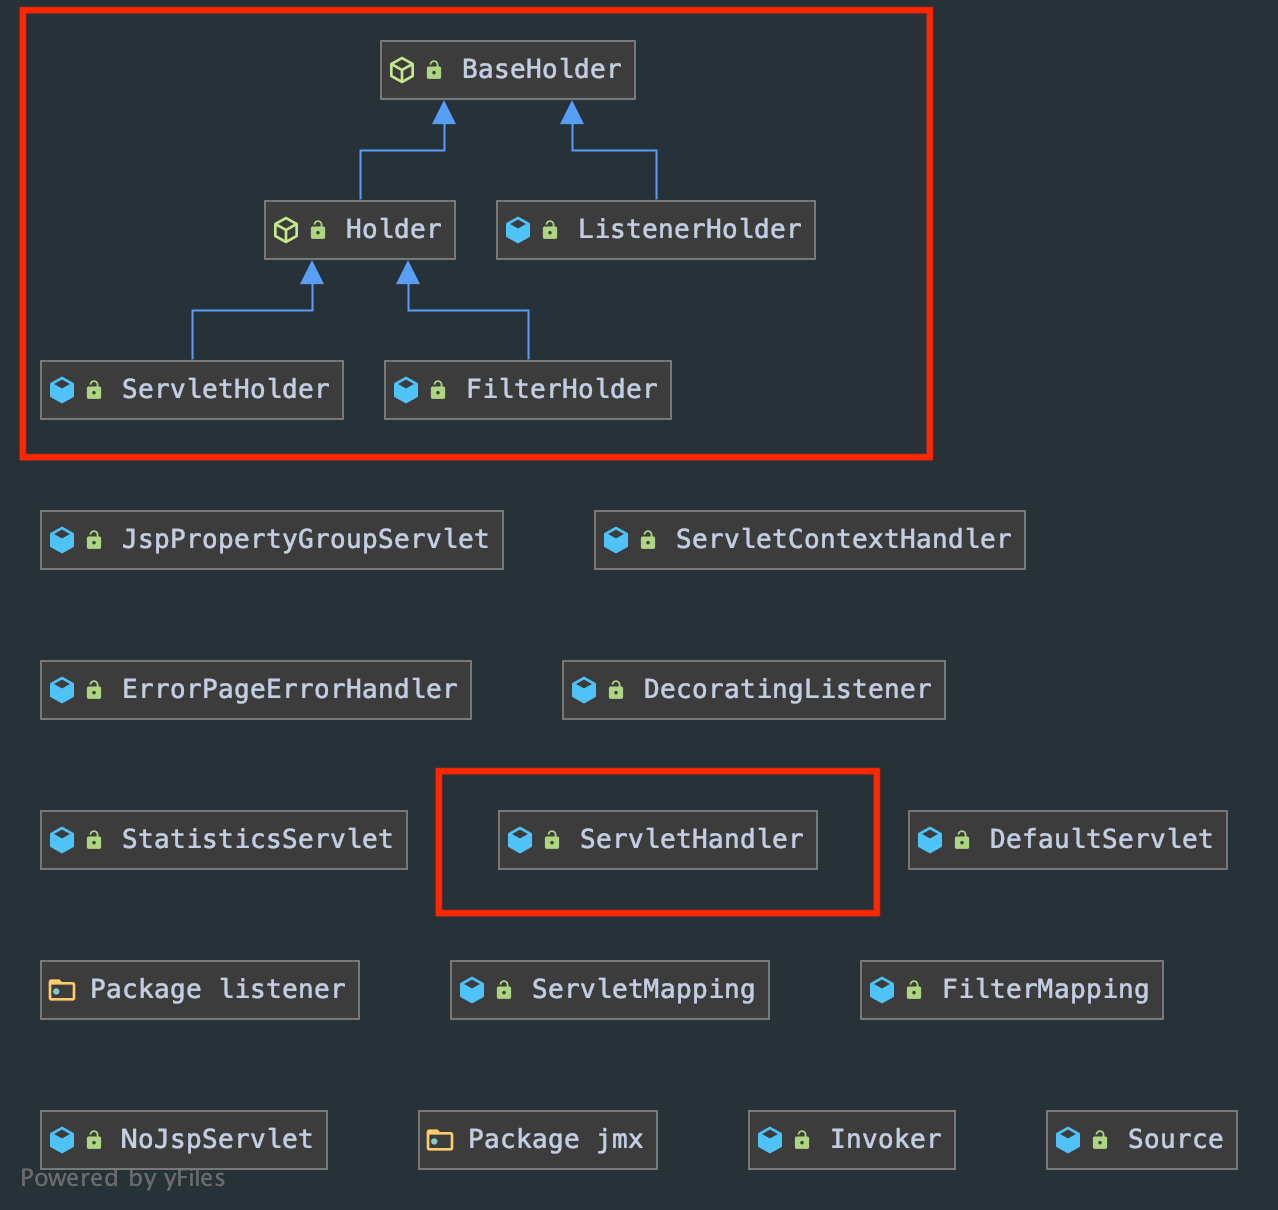 BaseHolder
Holder
ListenerHolder
ServletHolder
FilterHolder
JspPropertyGroupServlet
ServletContextHandler
ErrorPageErrorHandler
DecoratingListener
StatisticsServlet
ServletHandler
DefaultServlet
Package listener
ServletMapping
FilterMapping
NoJspServlet
Package jmx
Invoker
Source
Powered by yFiles